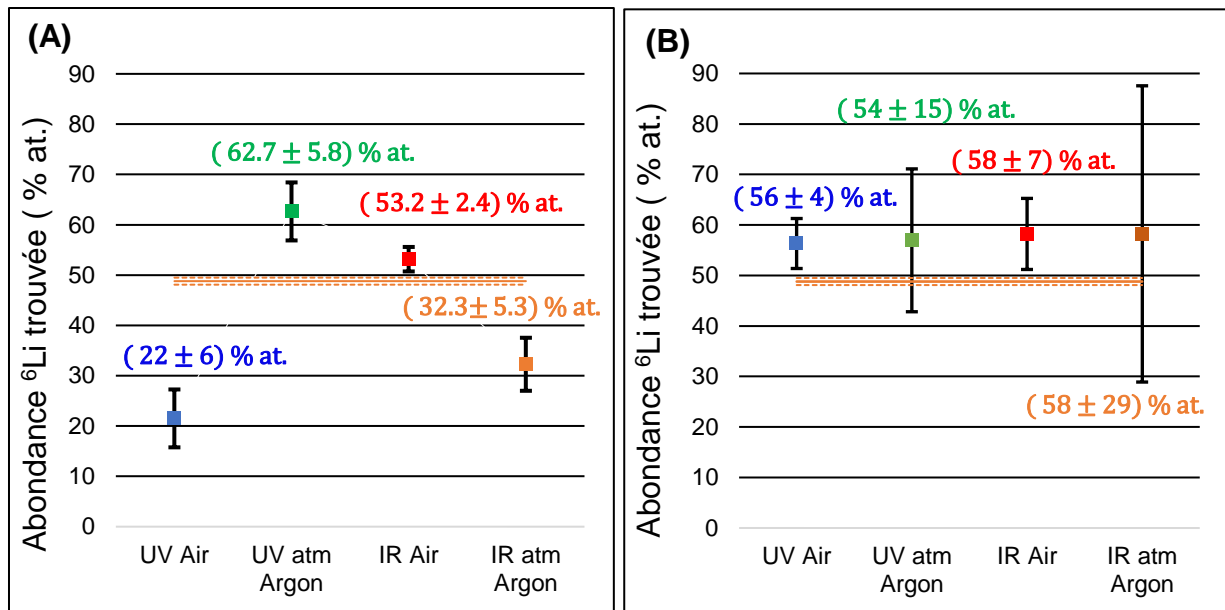 (A)
Abondance ⁶Li trouvée ( % at.)
90
80
70
60
50
40
30
20
10
0
( 62.7 ± 5.8) % at.
( 53.2 ± 2.4) % at.
( 32.3± 5.3) % at.
( 22 ± 6) % at.
UV Air
UV atm
Argon
IR Air
IR atm
Argon
(B)
Abondance ⁶Li trouvée ( % at.)
90
80
70
60
50
40
30
20
10
0
( 54 ± 15) % at.
( 58 ± 7) % at.
( 56 ± 4) % at.
( 58 ± 29) % at.
UV Air
UV atm
Argon
IR Air
IR atm
Argon